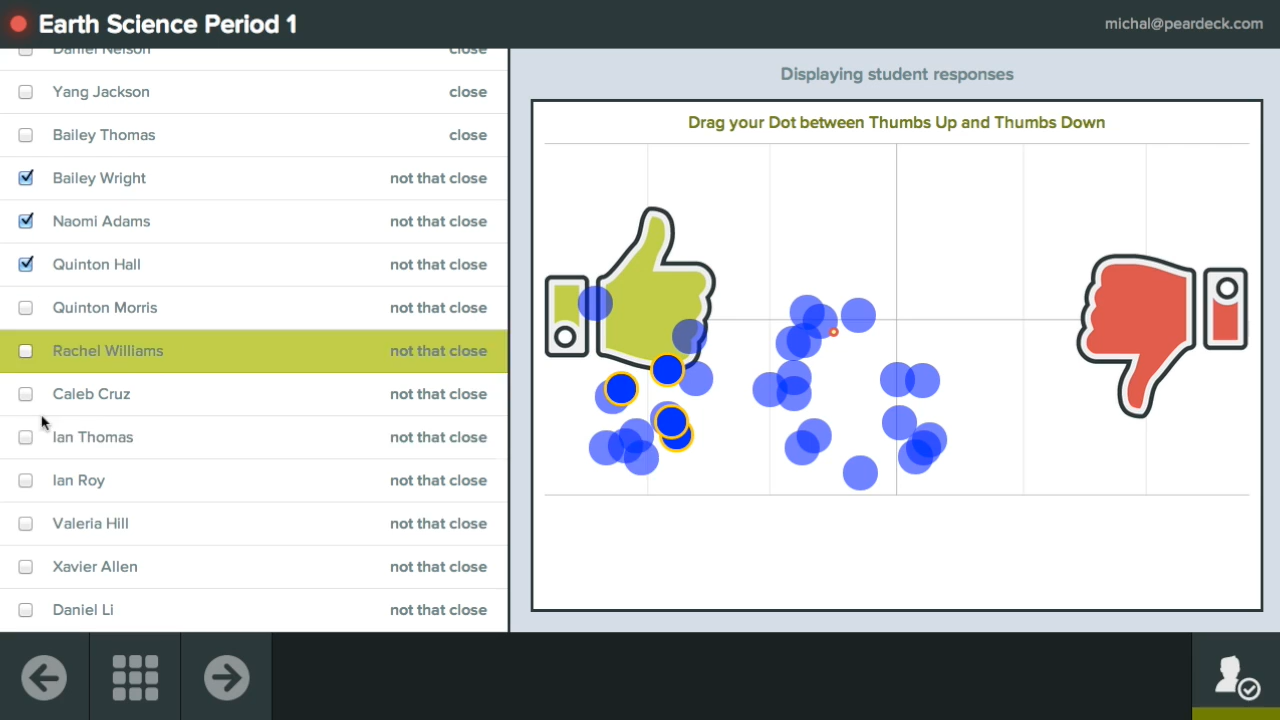 Earth Science Period 1
michal@peardeck.com
Daniel Nelson close
Yang Jackson close
Bailey Thomas close
Bailey Wright not that close
Naomi Adams not that close
Quinton Hall not that close
Quinton Morris not that close
Rachel Williams not that close
Caleb Cruz not that close
Ian Thomas not that close
Ian Roy not that close
Valeria Hill not that close
Xavier Allen not that close
Daniel Li not that close
Displaying student responses
Drag your Dot between Thumbs Up and Thumbs Down